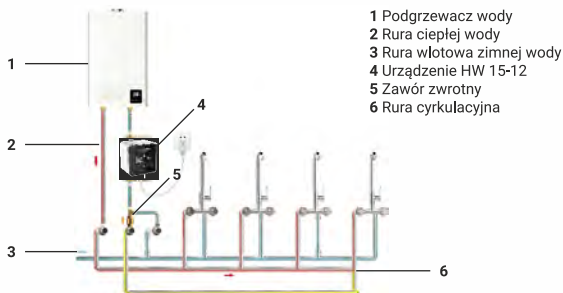 1 Podgrzewacz wody
2 Rura ciepłej wody
3 Rura wlotowa zimnej wody
4 Urządzenie HW 15-12
5 Zawór zwrotny
6 Rura cyrkulacyjna
1
4
2
5
3
6